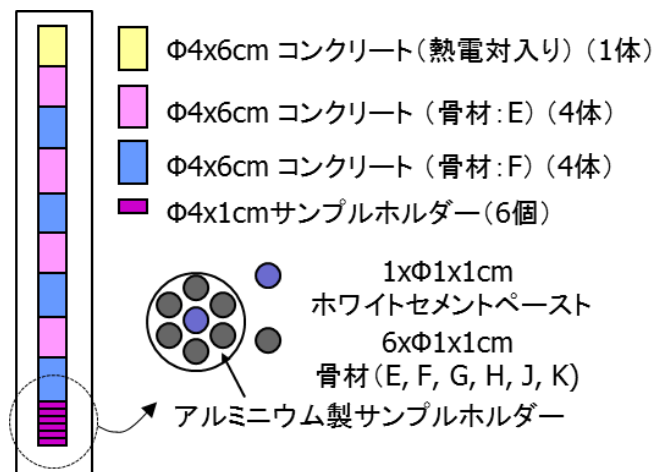 Φ4x6cm コンクリート(熱電対入り) (1体)
Φ4x6cm コンクリート (骨材:E) (4体)
Φ4x6cm コンクリート (骨材:F) (4体)
Φ4x1cmサンプルホルダー(6個)
1xΦ1x1cm
ホワイトセメントペースト
6xΦ1x1cm
骨材(E, F, G, H, J, K)
アルミニウム製サンプルホルダー